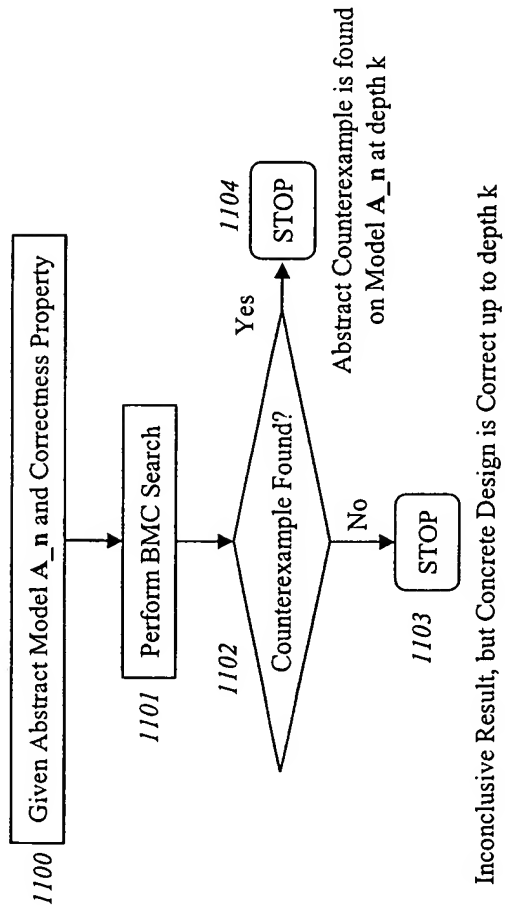 1100
Given Abstract Model A_n and Correctness Property
1101
Perform BMC Search
1102
Counterexample Found?
Yes
1104
STOP
Abstract Counterexample is found
on Model A_n at depth k
No
1103
STOP
Inconclusive Result, but Concrete Design is Correct up to depth k